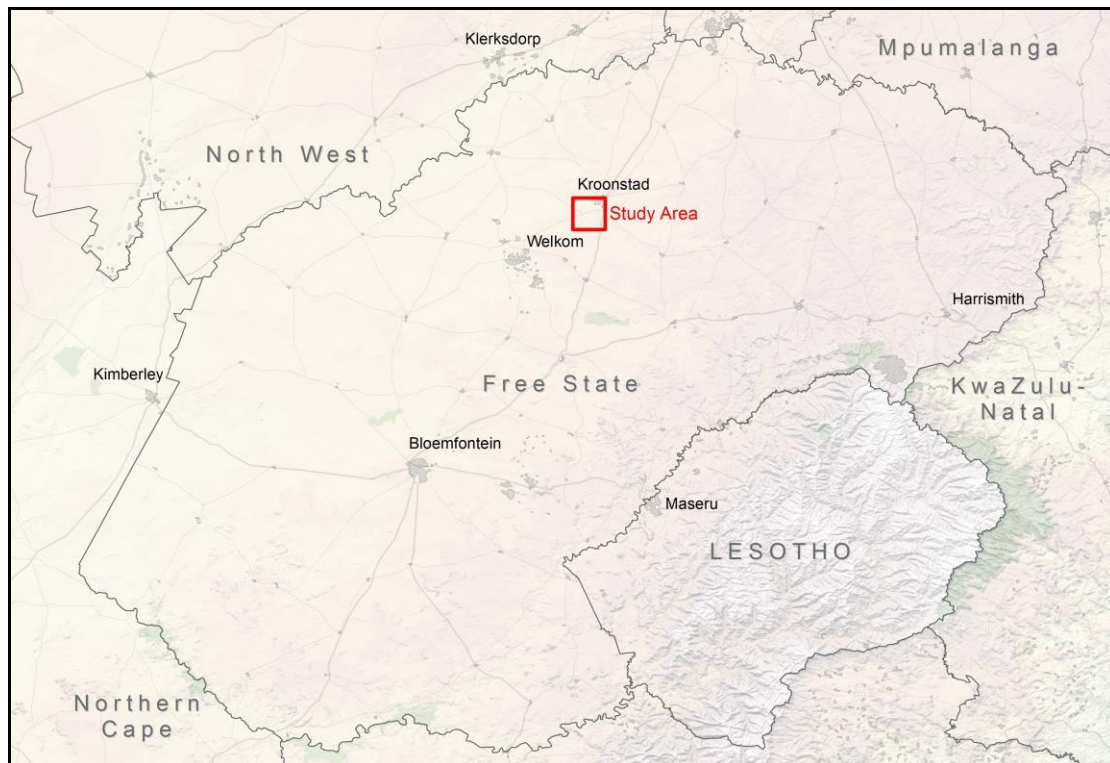 Klerksdorp
Mpumalanga
North West
Kroonstad
Study Area
Welkom
Harrismith
Kimberley
Free State
KwaZulu-
Natal
Bloemfontein
Maseru
LESOTHO
Northern
Cape